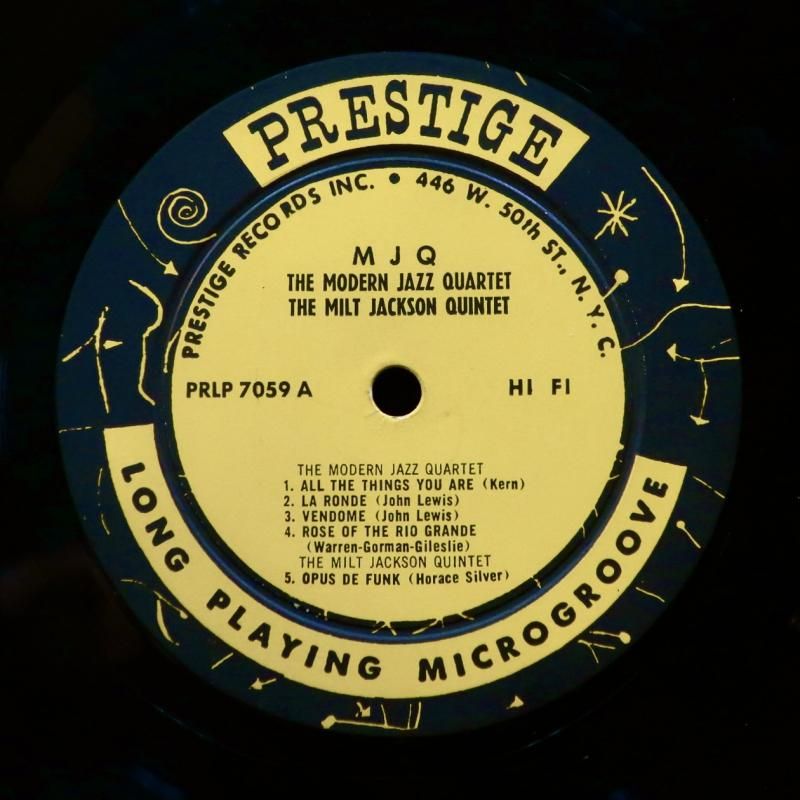 PRESTIGE
PRESTIGE RECORDS INC. • 446 W. 50th ST., N.Y.C.
M J Q
THE MODERN JAZZ QUARTET
THE MILT JACKSON QUINTET
PRLP 7059 A
HI FI
THE MODERN JAZZ QUARTET
1. ALL THE THINGS YOU ARE (Kern)
2. LA RONDE (John Lewis)
3. VENDOME (John Lewis)
4. ROSE OF THE RIO GRANDE
(Warren-Gorman-Gileslie)
THE MILT JACKSON QUINTET
5. OPUS DE FUNK (Horace Silver)
LONG PLAYING MICROGROOVE